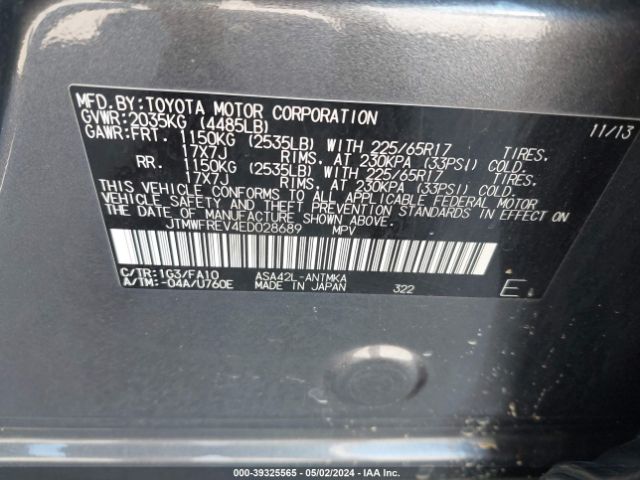 MFD. BY: TOYOTA MOTOR CORPORATION 11/13
GVWR: 2035KG (4485LB)
GAWR: FRT. 1150KG (2535LB) WITH 225/65R17 TIRES.
17X7J RIMS. AT 230KPA (33PSI) COLD.
RR. 1150KG (2535LB) WITH 225/65R17 TIRES.
17X7J RIMS. AT 230KPA (33PSI) COLD.
THIS VEHICLE CONFORMS TO ALL APPLICABLE FEDERAL MOTOR
VEHICLE SAFETY AND THEFT PREVENTION STANDARDS IN EFFECT ON
THE DATE OF MANUFACTURE SHOWN ABOVE.
JTMWFREV4ED028689 MPV
C/TR: 1G3/FA10 ASA42L-ANTMKA
A/TM: -04A/U760E MADE IN JAPAN 322 E
000-39325565 - 05/02/2024 - IAA Inc.